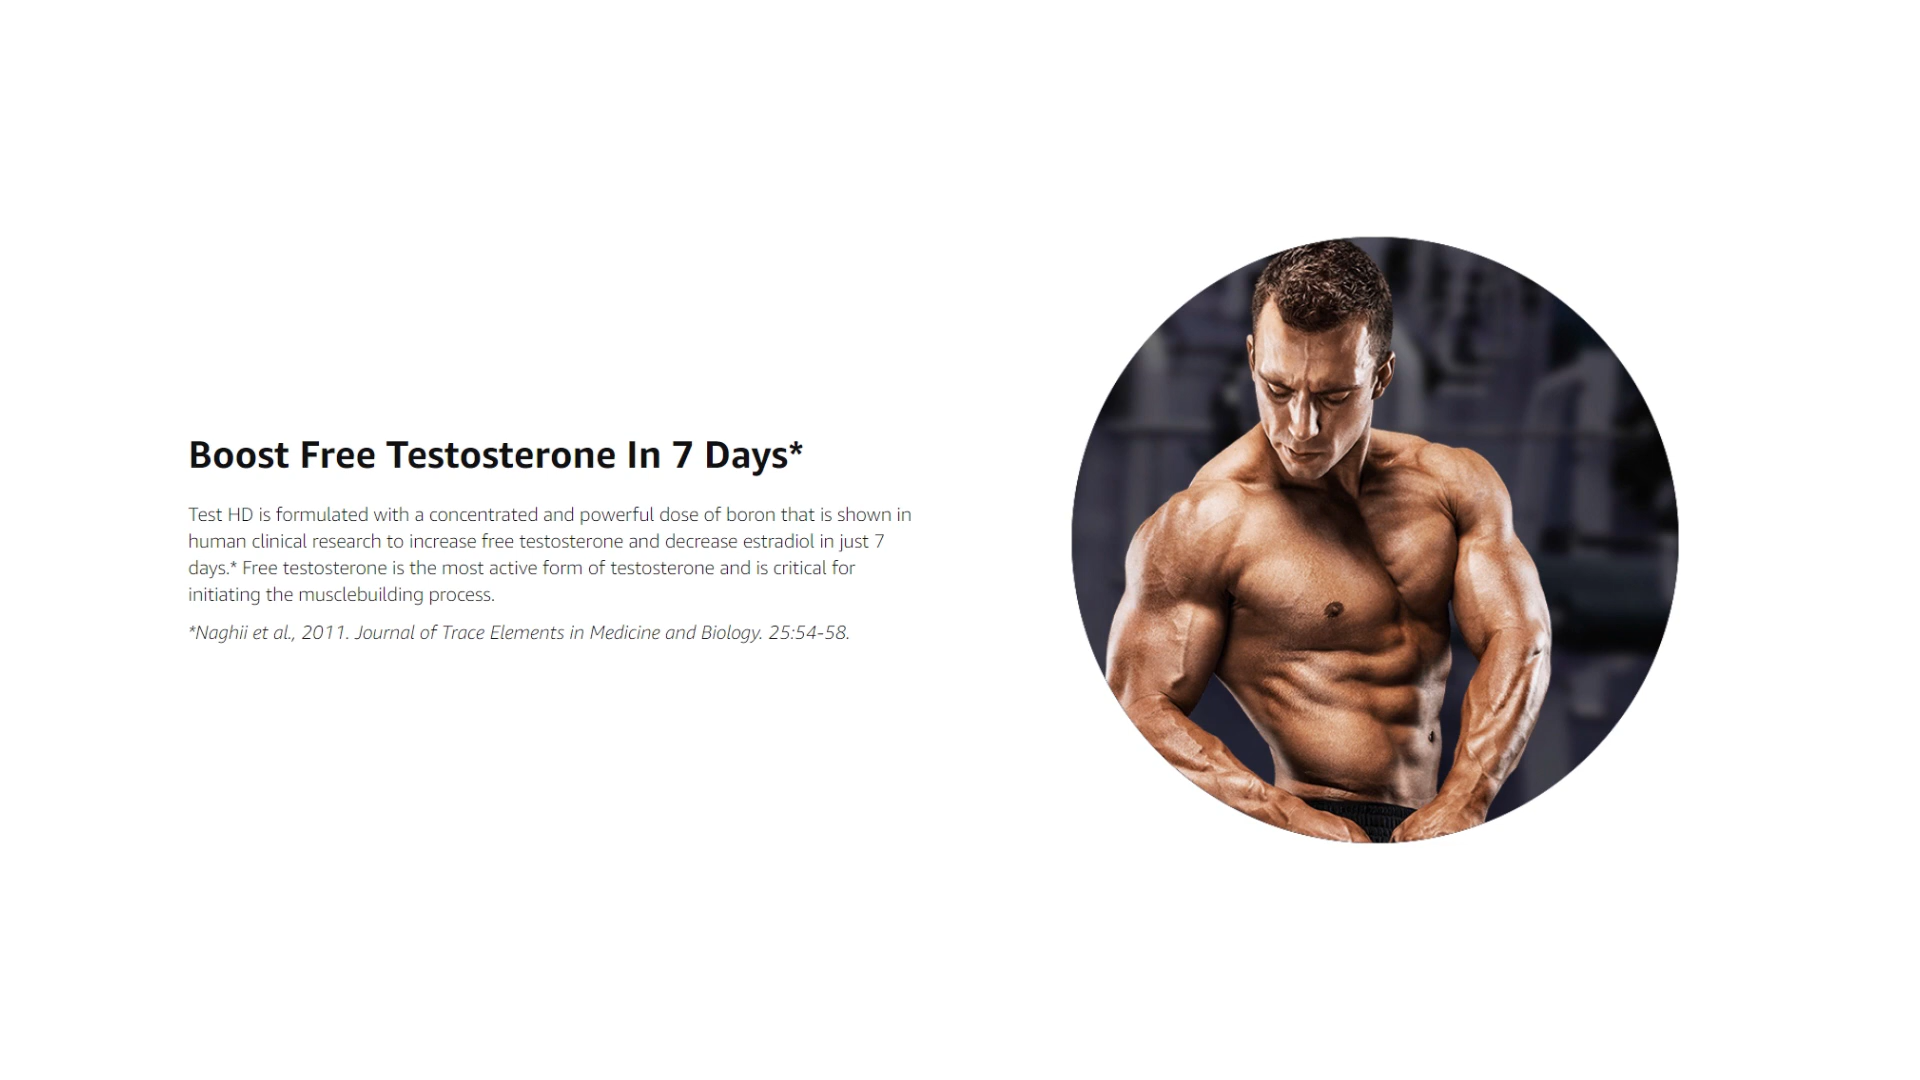 Boost Free Testosterone In 7 Days*
Test HD is formulated with a concentrated and powerful dose of boron that is shown in
human clinical research to increase free testosterone and decrease estradiol in just 7
days.* Free testosterone is the most active form of testosterone and is critical for
initiating the musclebuilding process.
*Naghii et al., 2011. Journal of Trace Elements in Medicine and Biology. 25:54-58.